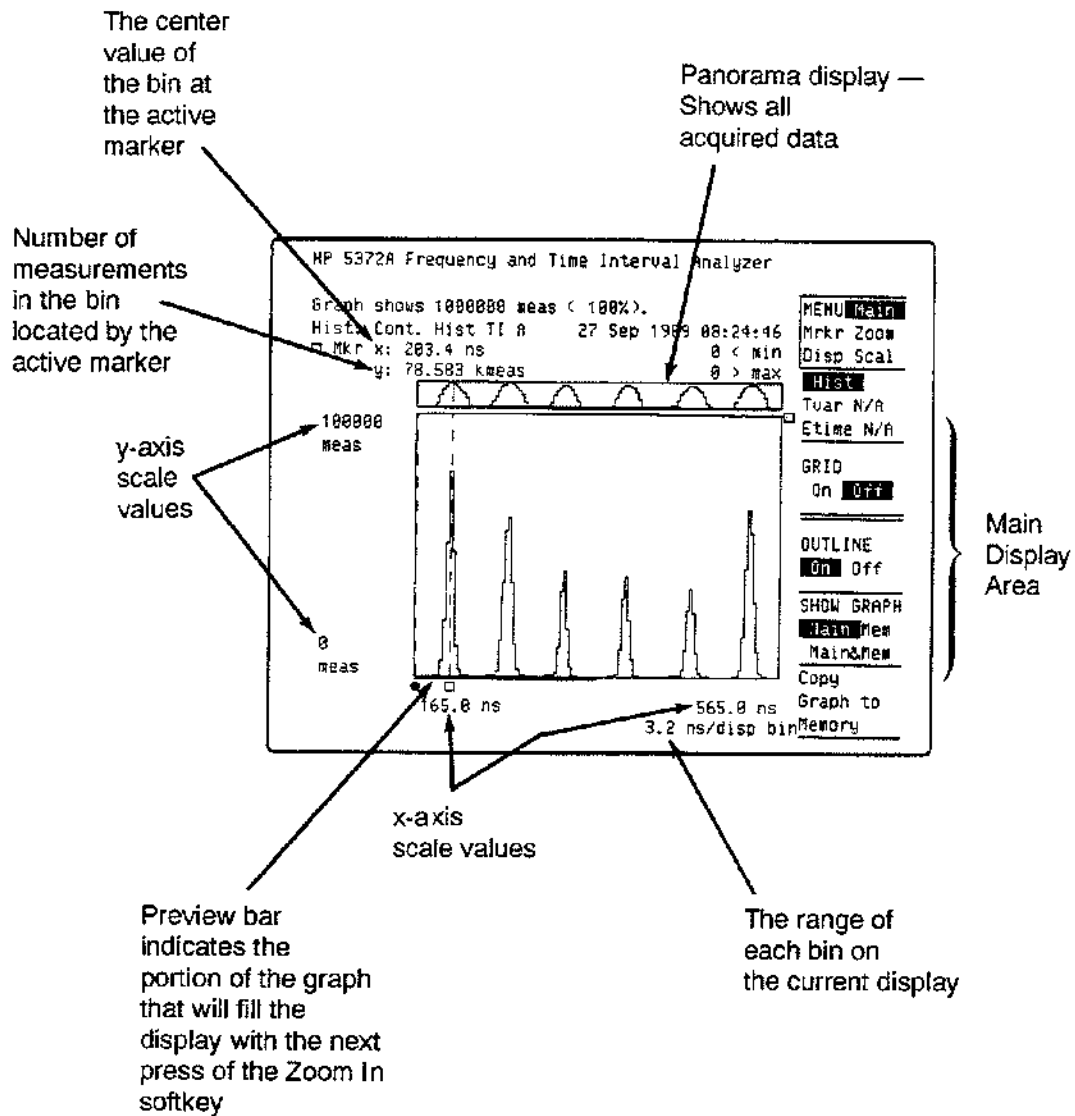 The center
value of
the bin at
the active
marker
Panorama display —
Shows all
acquired data
Number of
measurements
in the bin
located by the
active marker
HP 5372A Frequency and Time Interval Analyzer
Graph shows 1000000 meas ( 100%).
Hist: Cont. Hist TI A 27 Sep 1989 08:24:46
Mkr x: 203.4 ns 0 < min
y: 78.583 kmeas 0 > max
MENU Main
Mrkr Zoom
Disp Scal
Hist
Tvar N/A
Etime N/A
GRID
On Off
OUTLINE
On Off
SHOW GRAPH
Main Mem
Main&Mem
Copy
Graph to
Memory
100000
meas
y-axis
scale
values
0
meas
Main
Display
Area
165.0 ns 565.0 ns
3.2 ns/disp bin
x-axis
scale values
Preview bar
indicates the
portion of the graph
that will fill the
display with the next
press of the Zoom In
softkey
The range of
each bin on
the current display